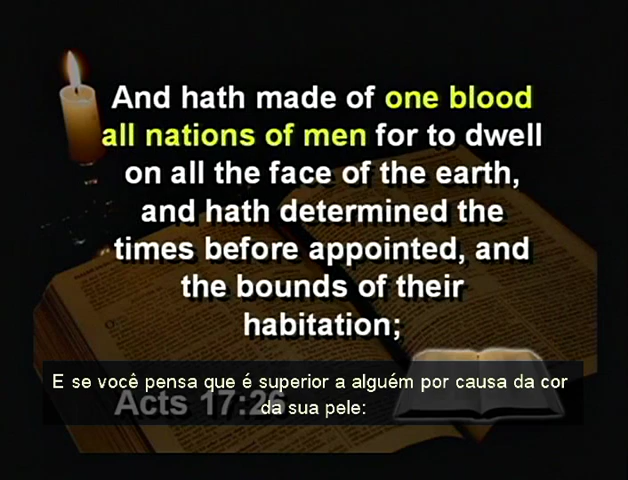 And hath made of one blood
all nations of men for to dwell
on all the face of the earth,
and hath determined the
times before appointed, and
the bounds of their
habitation;
E se você pensa que é superior a alguém por causa da cor
da sua pele:
Acts 17:26